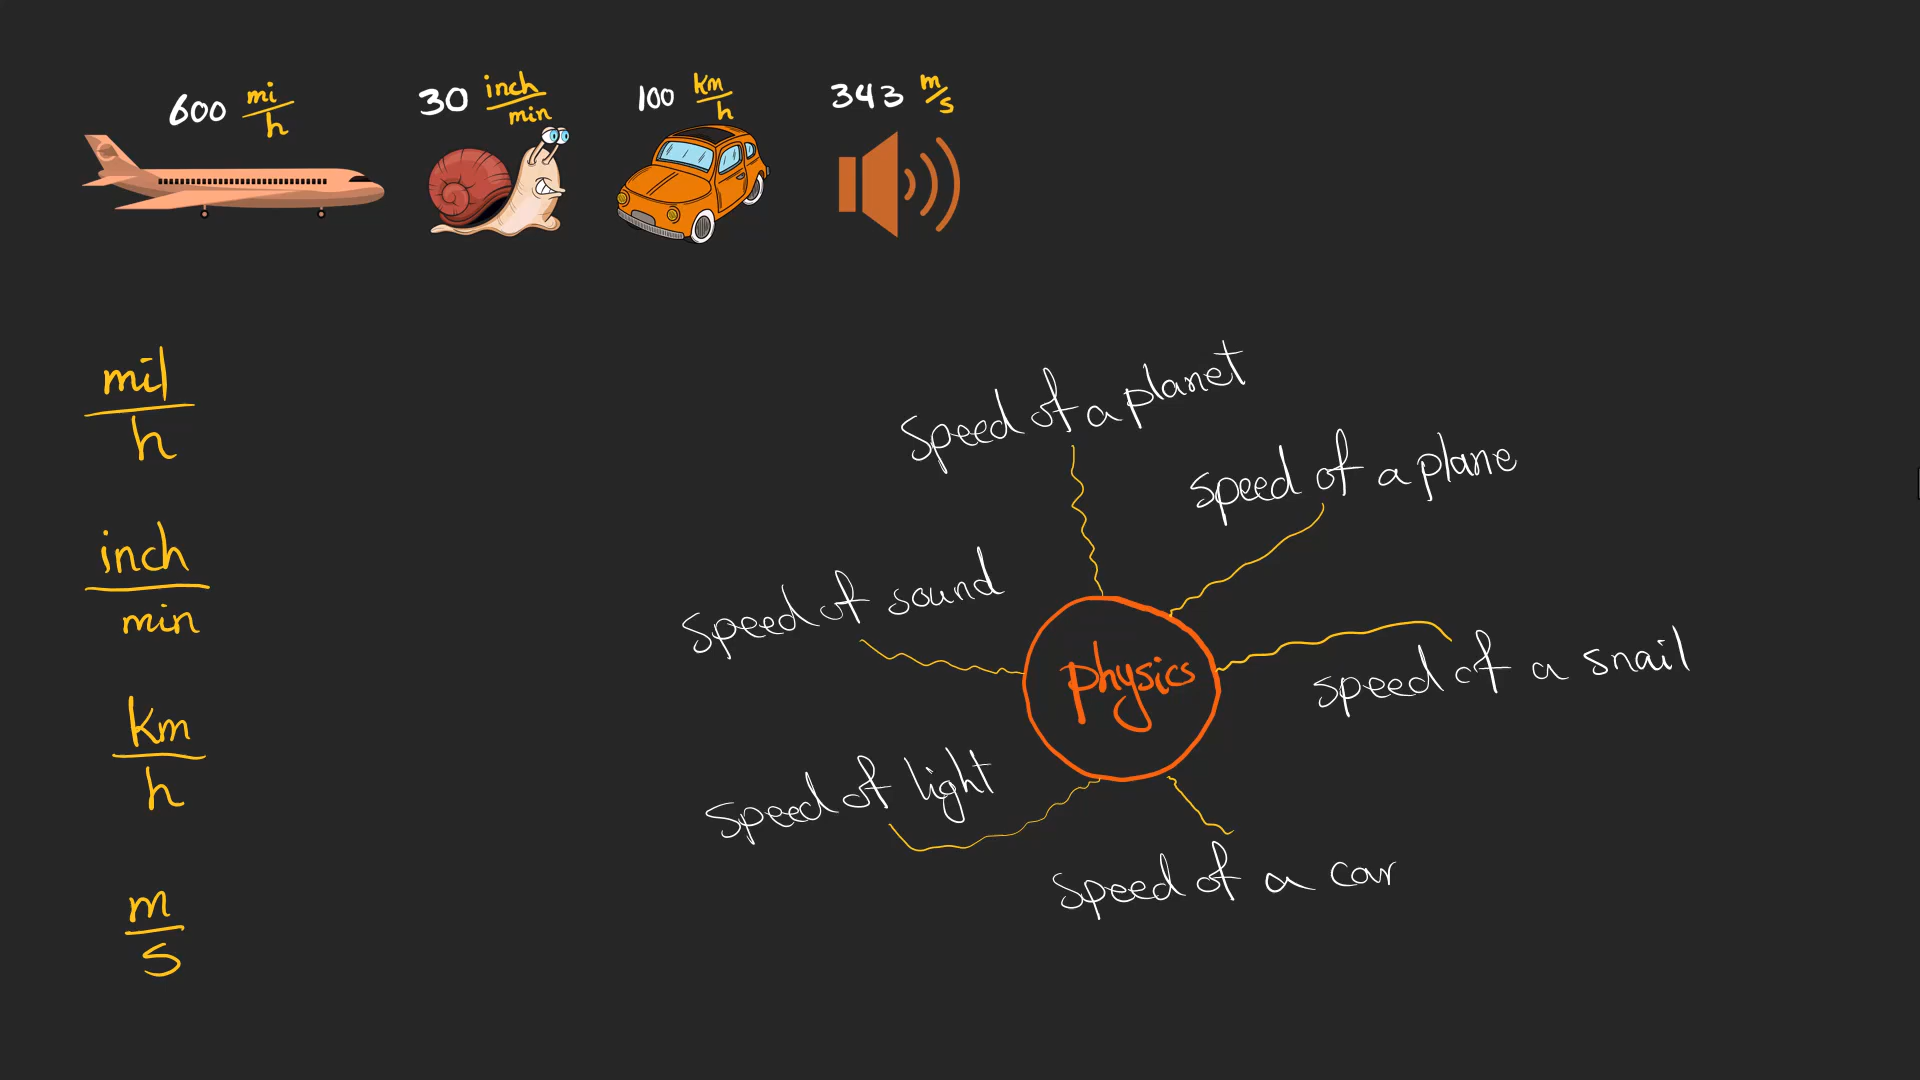 600 mi/h
30 inch/min
100 km/h
343 m/s
mil
h
inch
min
km
h
m
s
speed of a planet
speed of a plane
speed of sound
physics
speed of a snail
speed of light
speed of a car